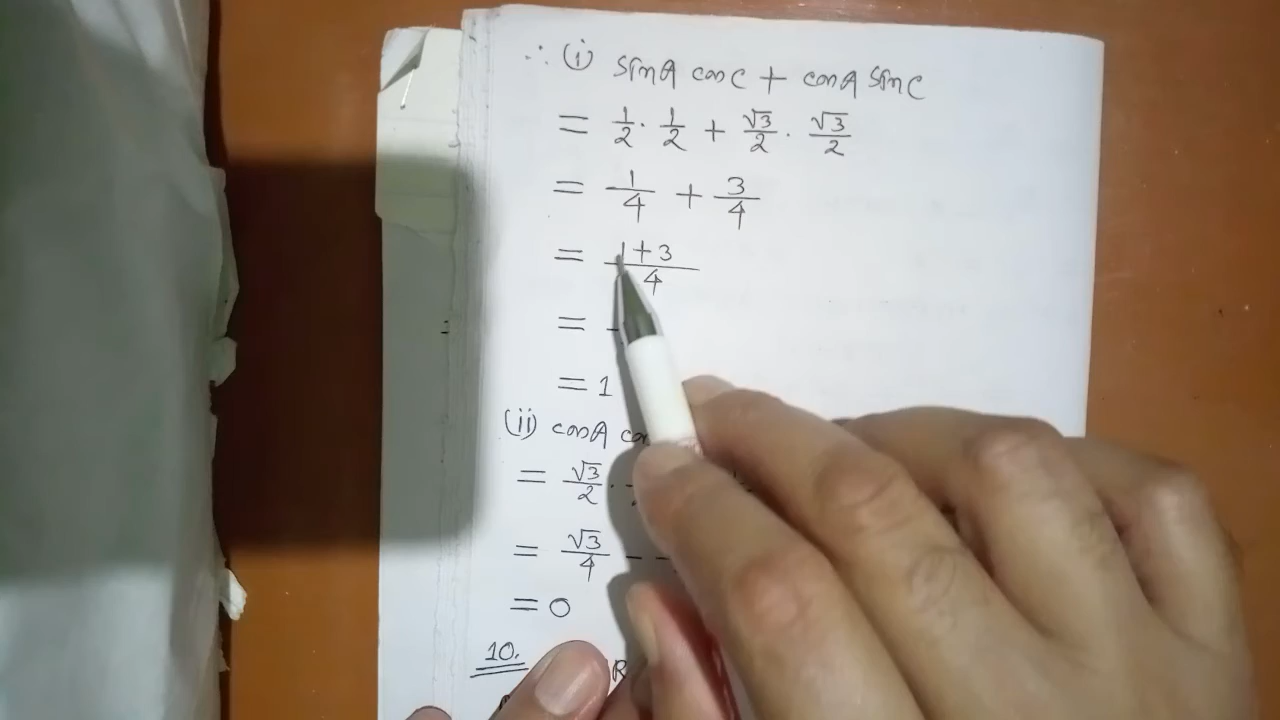 ∴ (i) sinA cosC + cosA sinC
= 1/2 · 1/2 + √3/2 · √3/2
= 1/4 + 3/4
= 1+3/4
=
= 1
(ii) cosA
= √3/2 ·
= √3/4 -
= 0
10.